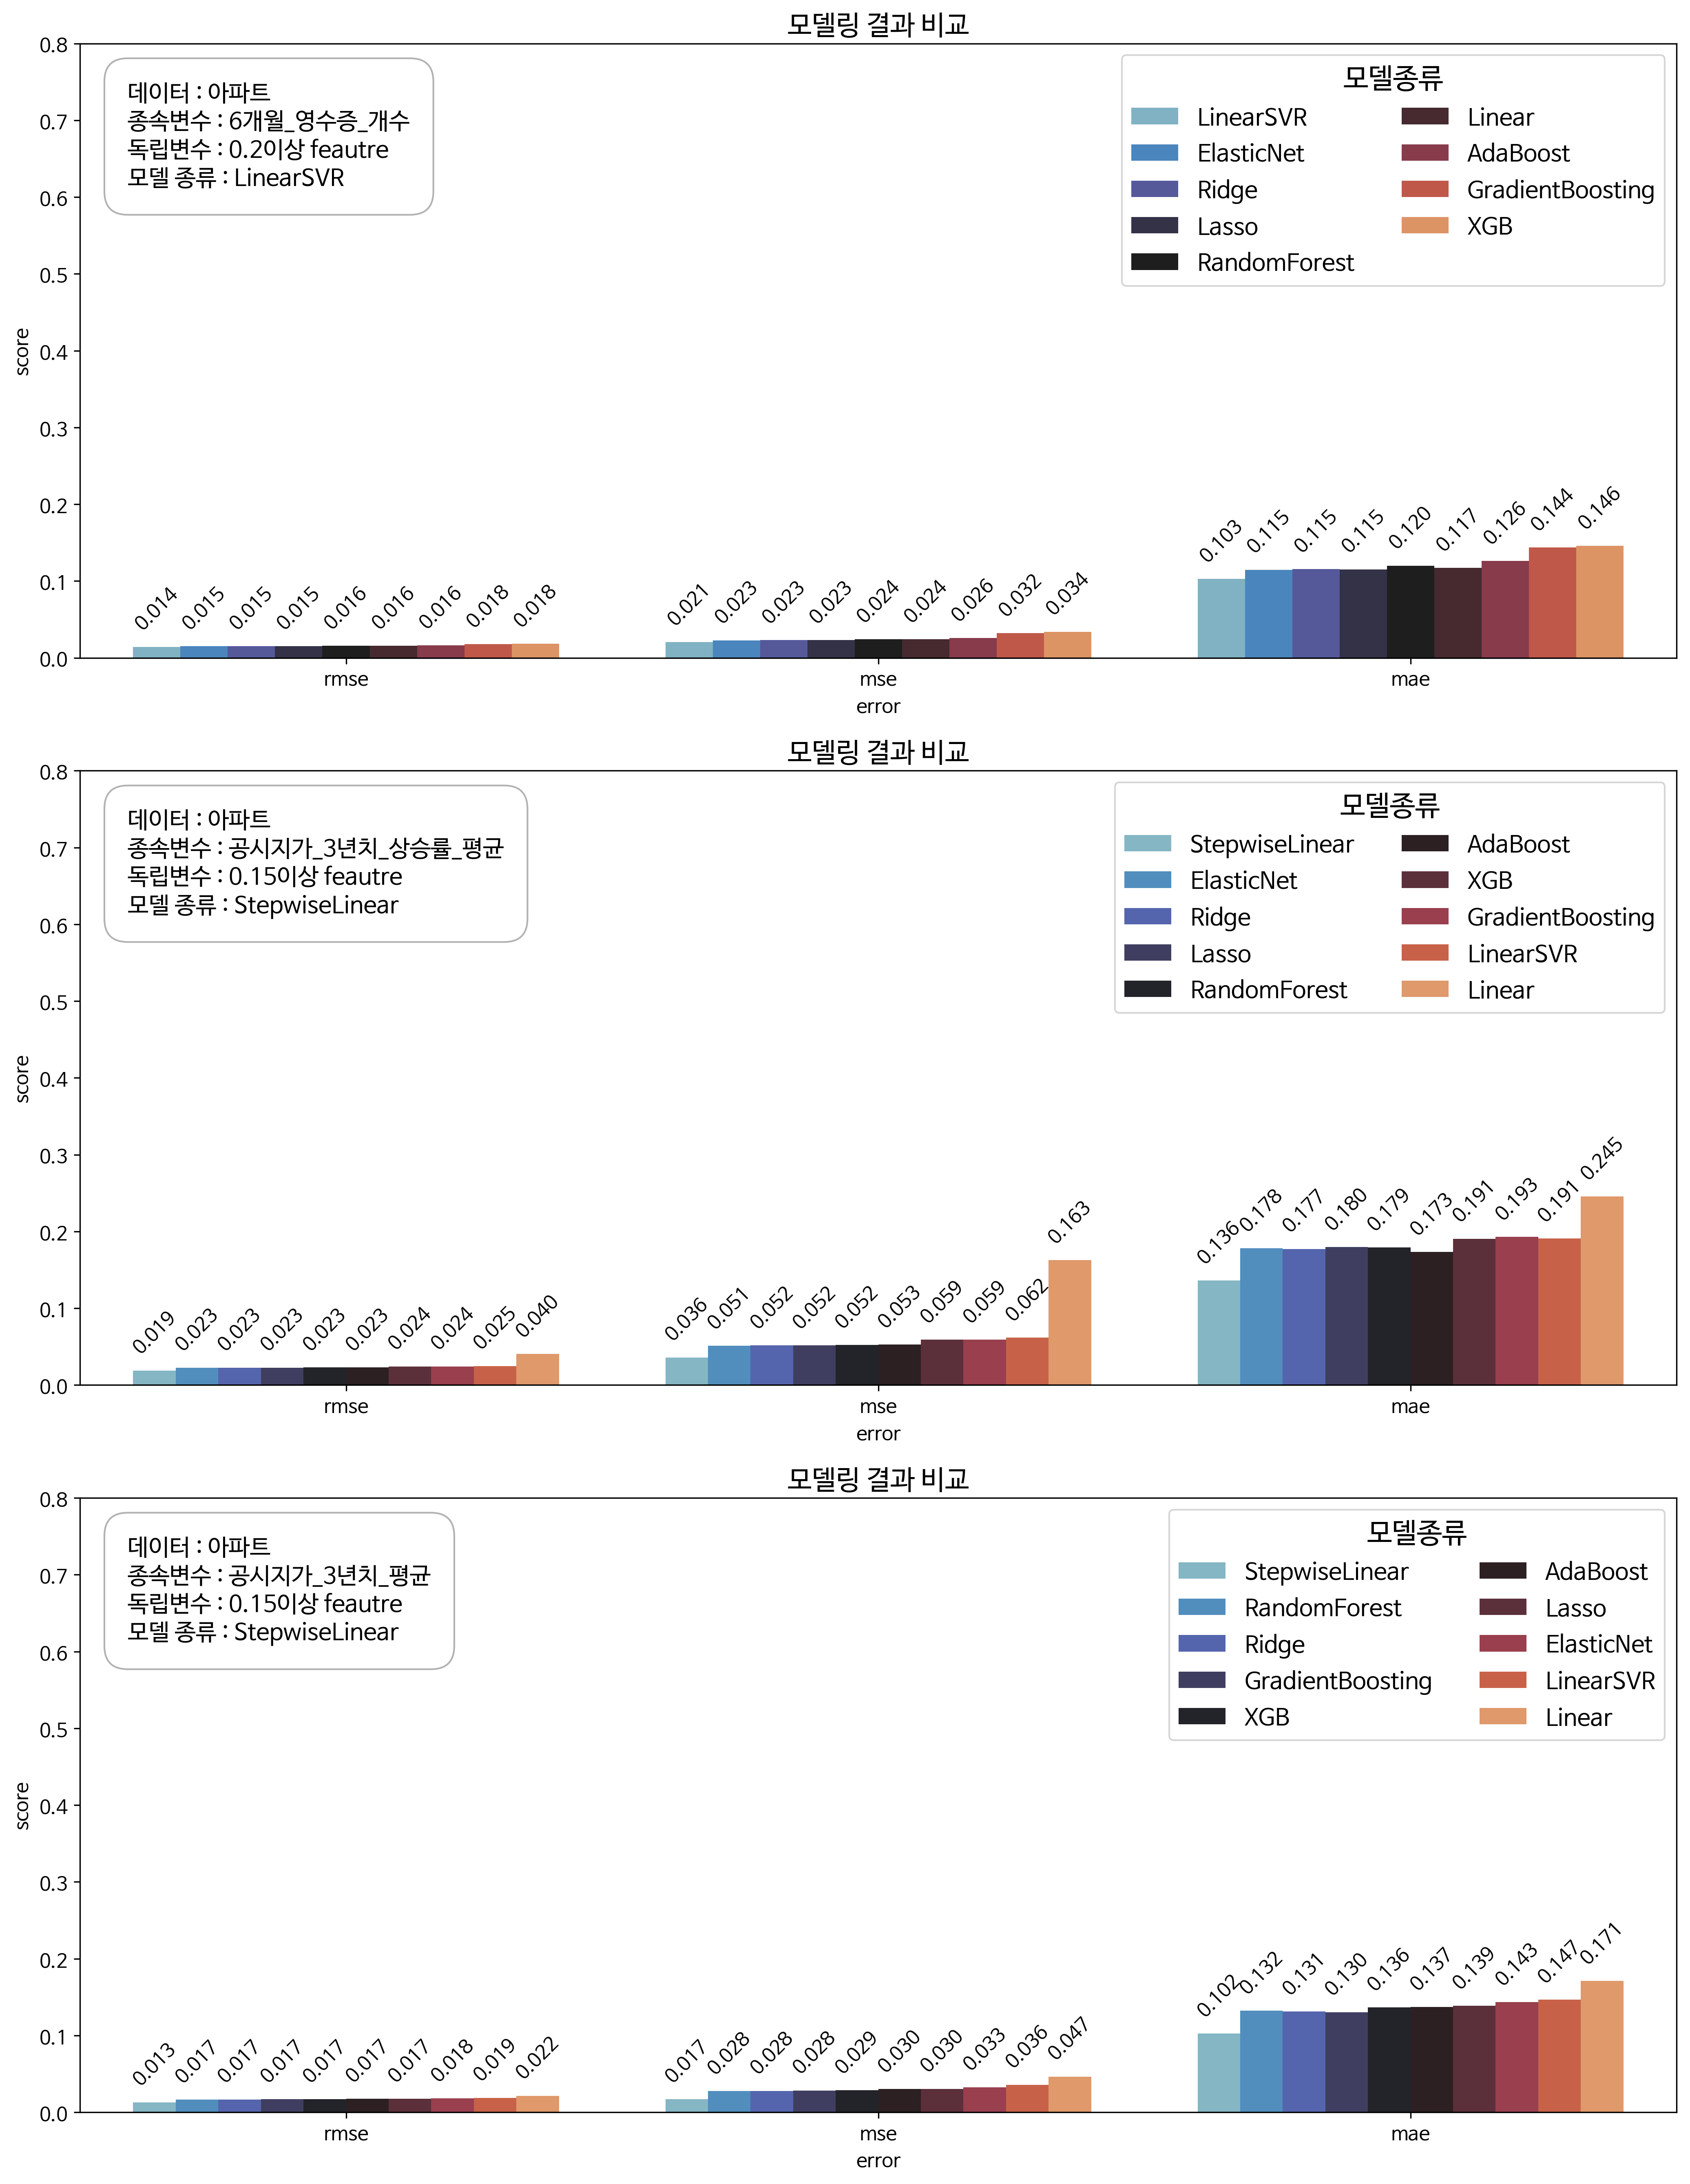 모델링 결과 비교
데이터 : 아파트
종속변수 : 6개월_영수증_개수
독립변수 : 0.2이상 feautre
모델 종류 : LinearSVR
모델종류
LinearSVR
ElasticNet
Ridge
Lasso
RandomForest
Linear
AdaBoost
GradientBoosting
XGB
score
0.8
0.7
0.6
0.5
0.4
0.3
0.2
0.1
0.0
0.014 0.015 0.015 0.015 0.016 0.016 0.016 0.018 0.018
0.021 0.023 0.023 0.023 0.024 0.024 0.026 0.032 0.034
0.103 0.115 0.115 0.115 0.120 0.117 0.126 0.144 0.146
rmse mse mae
error
모델링 결과 비교
데이터 : 아파트
종속변수 : 공시지가_3년치_상승률_평균
독립변수 : 0.15이상 feautre
모델 종류 : StepwiseLinear
모델종류
StepwiseLinear
ElasticNet
Ridge
Lasso
RandomForest
AdaBoost
XGB
GradientBoosting
LinearSVR
Linear
score
0.8
0.7
0.6
0.5
0.4
0.3
0.2
0.1
0.0
0.019 0.023 0.023 0.023 0.023 0.023 0.024 0.024 0.025 0.040
0.036 0.051 0.052 0.052 0.052 0.053 0.059 0.059 0.062 0.163
0.136 0.178 0.177 0.180 0.179 0.173 0.191 0.193 0.191 0.245
rmse mse mae
error
모델링 결과 비교
데이터 : 아파트
종속변수 : 공시지가_3년치_평균
독립변수 : 0.15이상 feautre
모델 종류 : StepwiseLinear
모델종류
StepwiseLinear
RandomForest
Ridge
GradientBoosting
XGB
AdaBoost
Lasso
ElasticNet
LinearSVR
Linear
score
0.8
0.7
0.6
0.5
0.4
0.3
0.2
0.1
0.0
0.013 0.017 0.017 0.017 0.017 0.017 0.017 0.018 0.019 0.022
0.017 0.028 0.028 0.028 0.029 0.030 0.030 0.033 0.036 0.047
0.102 0.132 0.131 0.130 0.136 0.137 0.139 0.143 0.147 0.171
rmse mse mae
error